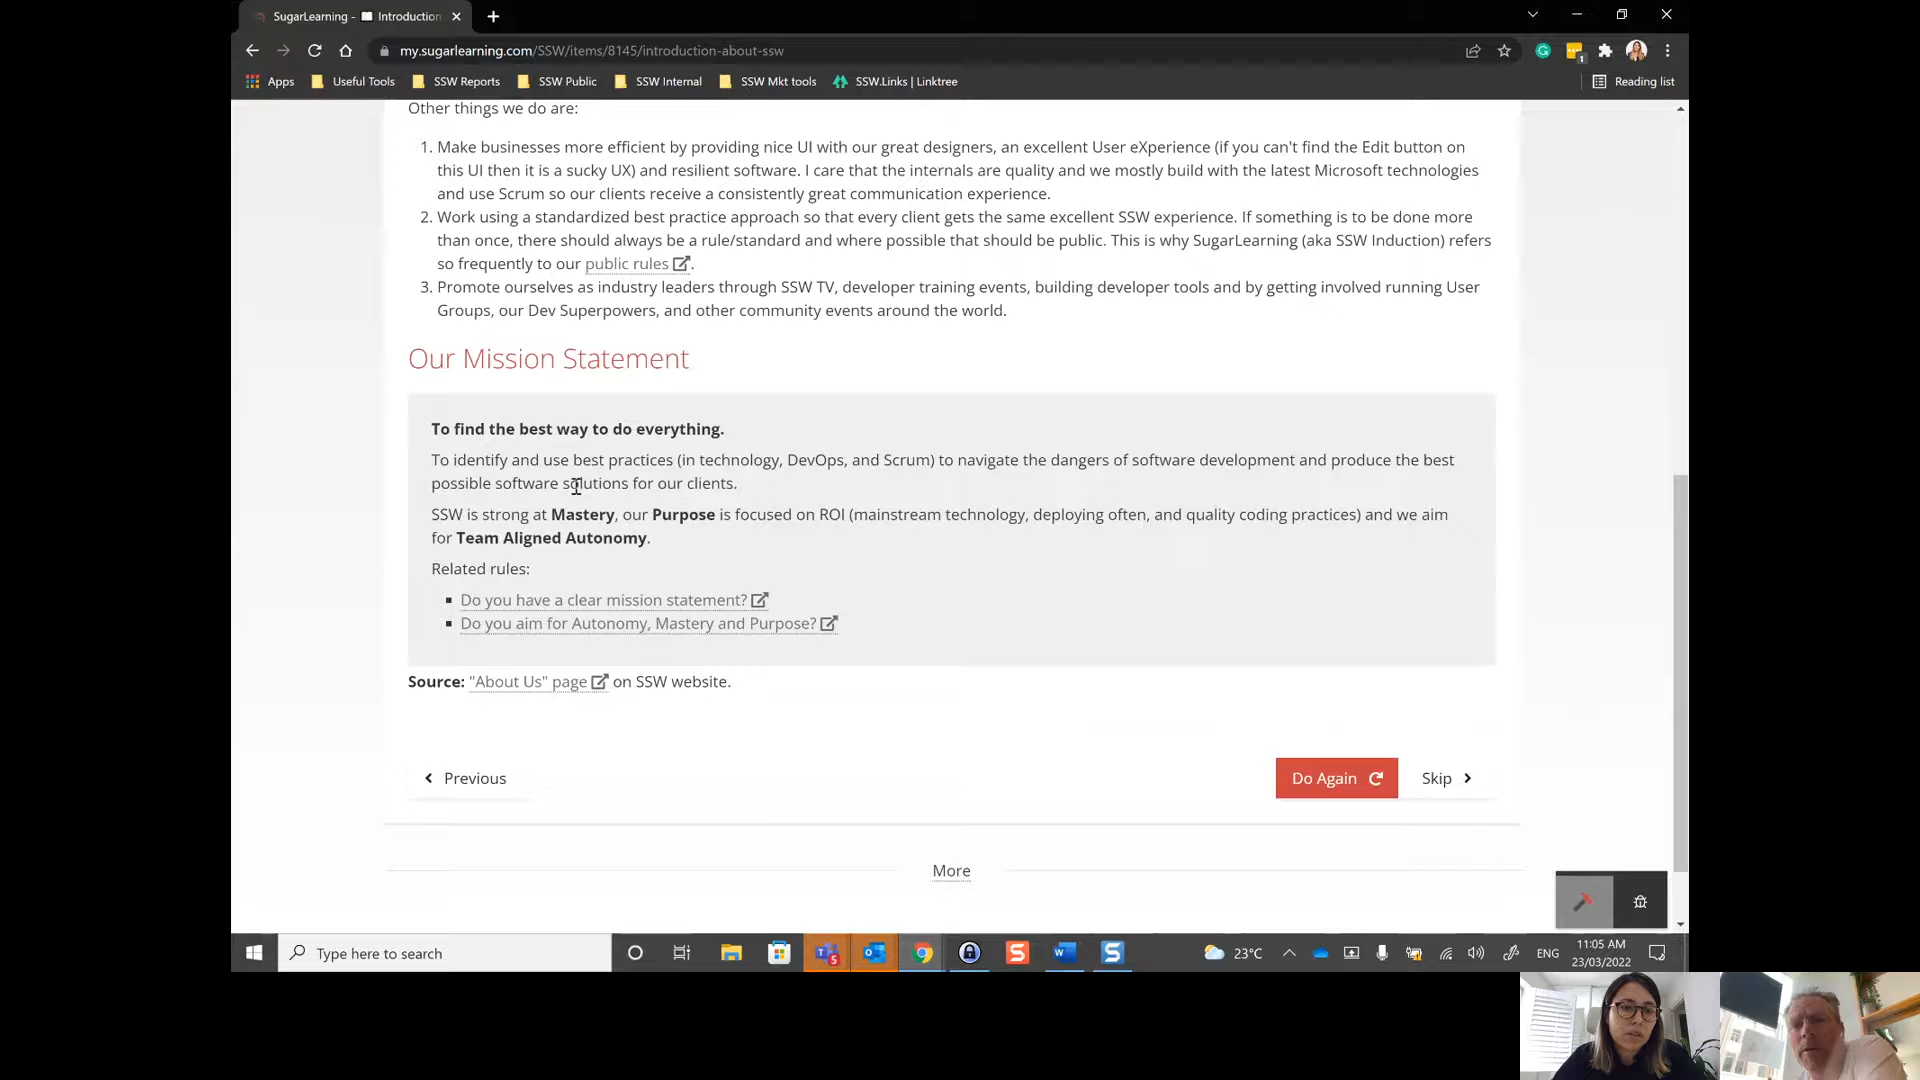 SugarLearning - Introduction
my.sugarlearning.com/SSW/items/8145/introduction-about-ssw
1
Apps Useful Tools SSW Reports SSW Public SSW Internal SSW Mkt tools SSW.Links | Linktree Reading list
Other things we do are:
1. Make businesses more efficient by providing nice UI with our great designers, an excellent User eXperience (if you can't find the Edit button on
this UI then it is a sucky UX) and resilient software. I care that the internals are quality and we mostly build with the latest Microsoft technologies
and use Scrum so our clients receive a consistently great communication experience.
2. Work using a standardized best practice approach so that every client gets the same excellent SSW experience. If something is to be done more
than once, there should always be a rule/standard and where possible that should be public. This is why SugarLearning (aka SSW Induction) refers
so frequently to our public rules.
3. Promote ourselves as industry leaders through SSW TV, developer training events, building developer tools and by getting involved running User
Groups, our Dev Superpowers, and other community events around the world.
Our Mission Statement
To find the best way to do everything.
To identify and use best practices (in technology, DevOps, and Scrum) to navigate the dangers of software development and produce the best
possible software solutions for our clients.
SSW is strong at Mastery, our Purpose is focused on ROI (mainstream technology, deploying often, and quality coding practices) and we aim
for Team Aligned Autonomy.
Related rules:
Do you have a clear mission statement?
Do you aim for Autonomy, Mastery and Purpose?
Source: "About Us" page on SSW website.
Previous Do Again Skip
More
Type here to search 5 23°C ENG 11:05 AM
23/03/2022